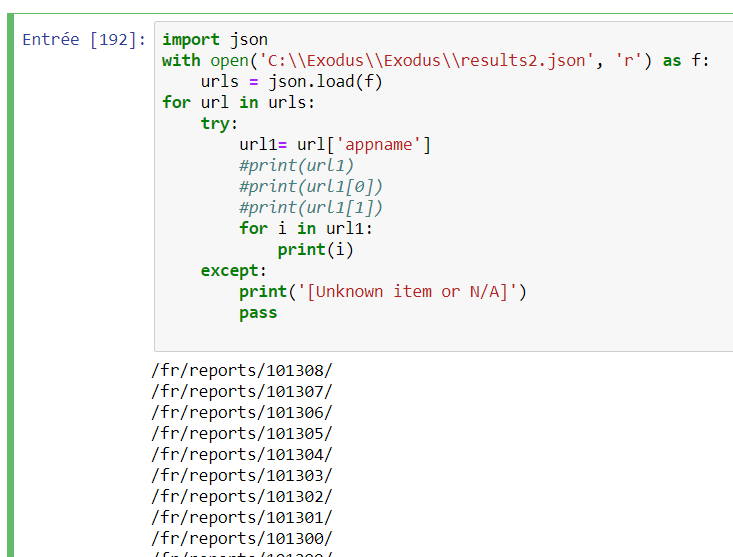 Entrée [192]: import json
with open('C:\\Exodus\\Exodus\\results2.json', 'r') as f:
    urls = json.load(f)
for url in urls:
    try:
        url1= url['appname']
        #print(url1)
        #print(url1[0])
        #print(url1[1])
        for i in url1:
            print(i)
    except:
        print('[Unknown item or N/A]')
        pass
/fr/reports/101308/
/fr/reports/101307/
/fr/reports/101306/
/fr/reports/101305/
/fr/reports/101304/
/fr/reports/101303/
/fr/reports/101302/
/fr/reports/101301/
/fr/reports/101300/